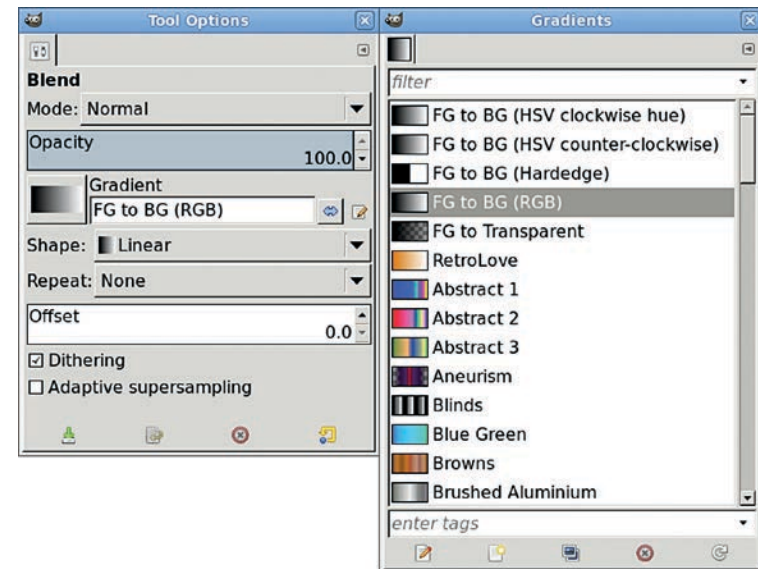 Tool Options
Blend
Mode: Normal
Opacity
100.0
Gradient
FG to BG (RGB)
Shape: Linear
Repeat: None
Offset
0.0
Dithering
Adaptive supersampling
Gradients
filter
FG to BG (HSV clockwise hue)
FG to BG (HSV counter-clockwise)
FG to BG (Hardedge)
FG to BG (RGB)
FG to Transparent
RetroLove
Abstract 1
Abstract 2
Abstract 3
Aneurism
Blinds
Blue Green
Browns
Brushed Aluminium
enter tags